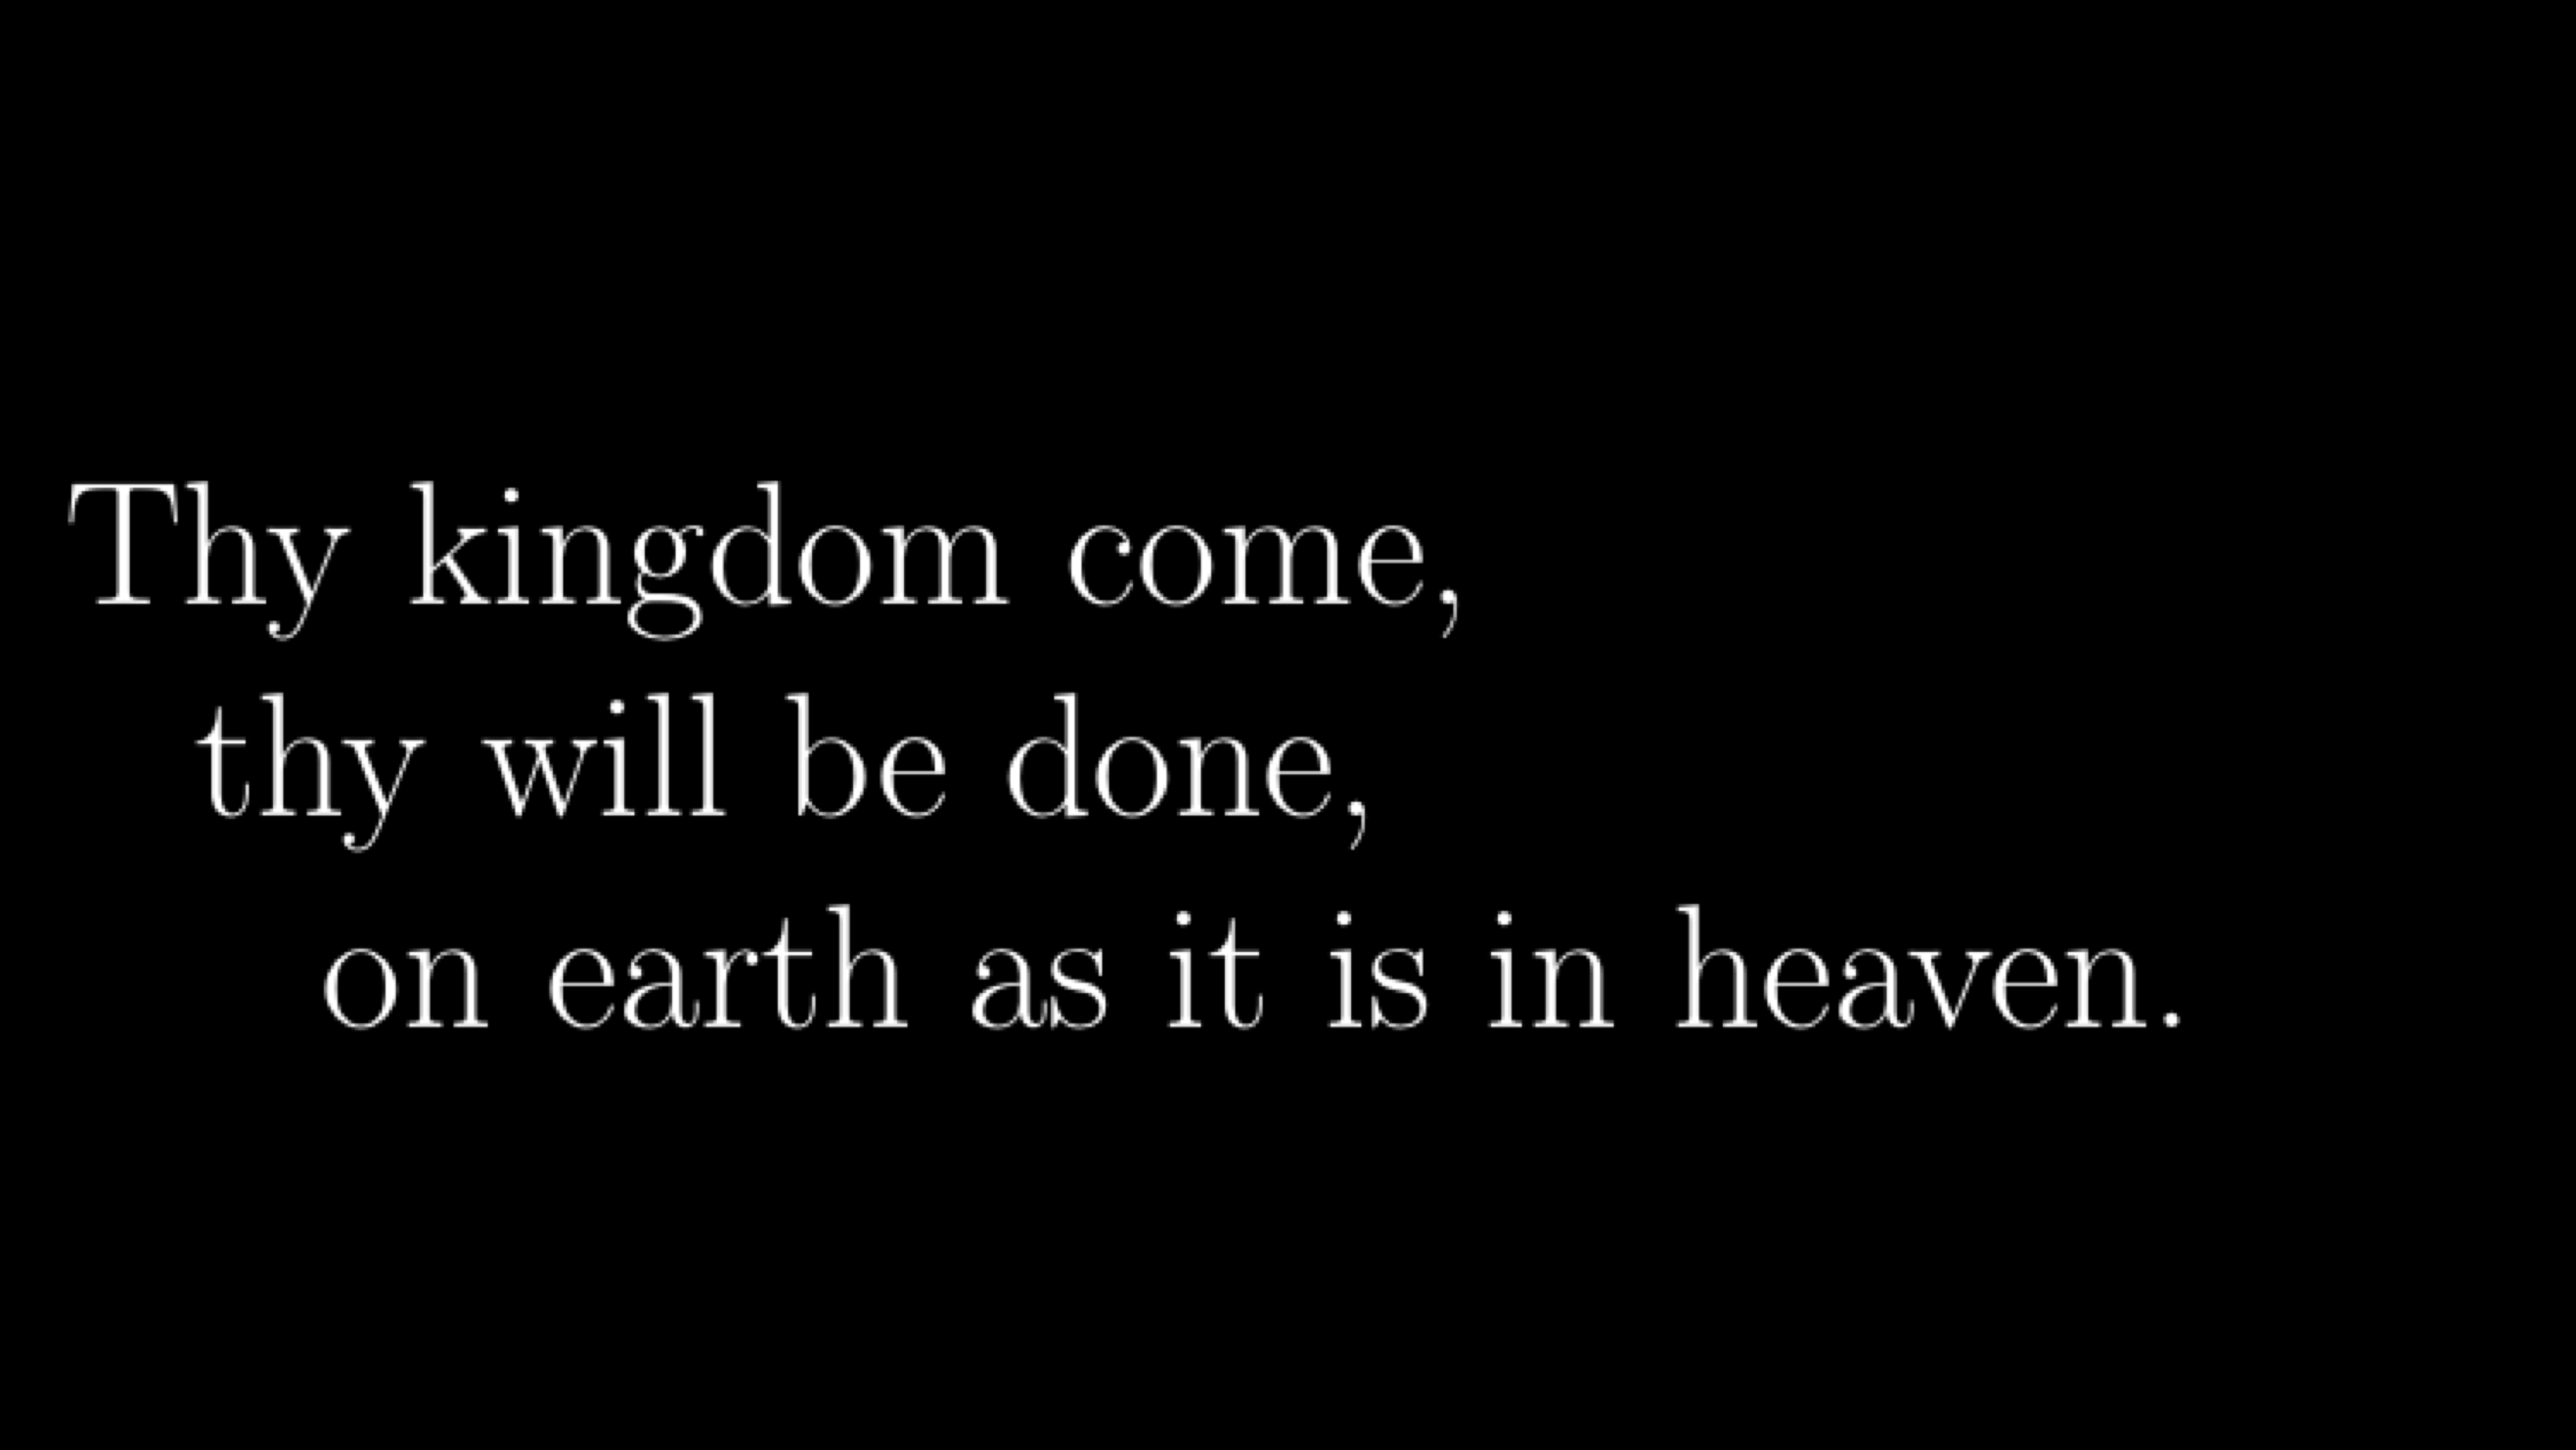 Thy kingdom come,
thy will be done,
on earth as it is in heaven.